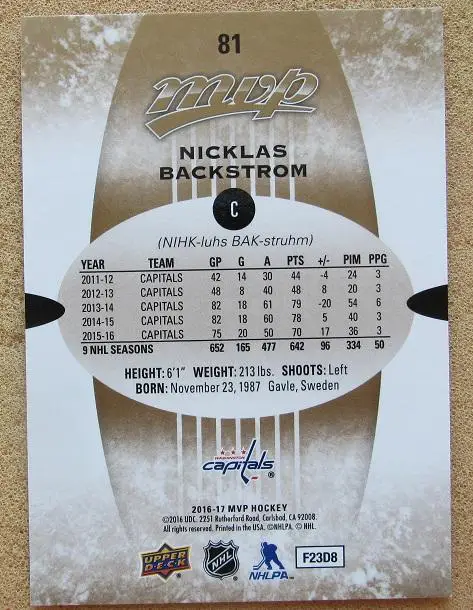 81
mvp
NICKLAS
BACKSTROM
C
(NIHK-luhs BAK-struhm)
YEAR TEAM GP G A PTS +/- PIM PPG
2011-12 CAPITALS 42 14 30 44 -4 24 3
2012-13 CAPITALS 48 8 40 48 8 20 3
2013-14 CAPITALS 82 18 61 79 -20 54 6
2014-15 CAPITALS 82 18 60 78 5 40 3
2015-16 CAPITALS 75 20 50 70 17 36 3
9 NHL SEASONS 652 165 477 642 96 334 50
HEIGHT: 6'1" WEIGHT: 213 lbs. SHOOTS: Left
BORN: November 23, 1987 Gavle, Sweden
WASHINGTON
capitals
2016-17 MVP HOCKEY
©2016 UDC. 2251 Rutherford Road, Carlsbad, CA 92008.
All rights reserved. Printed in the USA. ©NHLPA. © NHL.
UPPER DECK NHL NHLPA F23D8